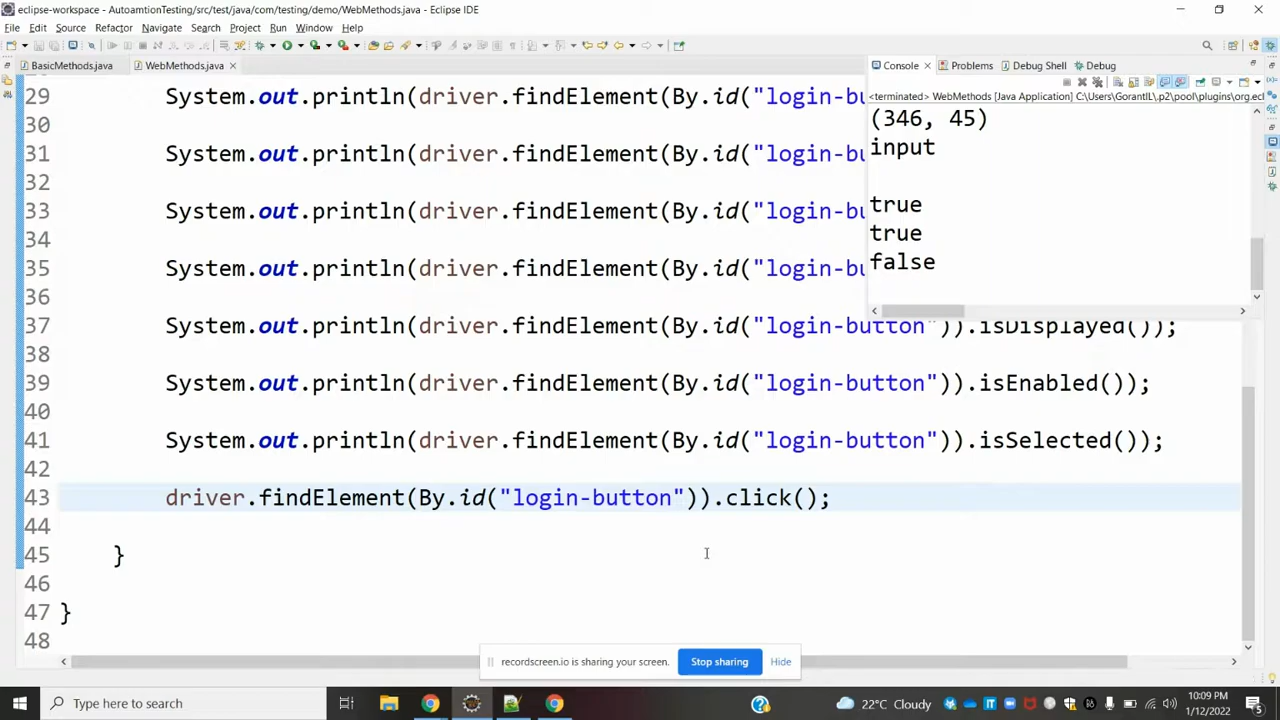 eclipse-workspace - AutoamtionTesting/src/test/java/com/testing/demo/WebMethods.java - Eclipse IDE
File Edit Source Refactor Navigate Search Project Run Window Help
BasicMethods.java WebMethods.java
Console Problems Debug Shell Debug
<terminated> WebMethods [Java Application] C:\Users\GorantlL\.p2\pool\plugins\org.ecl
(346, 45)
input
true
true
false
29 System.out.println(driver.findElement(By.id("login-bu
30
31 System.out.println(driver.findElement(By.id("login-bu
32
33 System.out.println(driver.findElement(By.id("login-bu
34
35 System.out.println(driver.findElement(By.id("login-bu
36
37 System.out.println(driver.findElement(By.id("login-button")).isDisplayed());
38
39 System.out.println(driver.findElement(By.id("login-button")).isEnabled());
40
41 System.out.println(driver.findElement(By.id("login-button")).isSelected());
42
43 driver.findElement(By.id("login-button")).click();
44
45 }
46
47 }
48
recordscreen.io is sharing your screen. Stop sharing Hide
Type here to search
22°C Cloudy
10:09 PM
1/12/2022
5